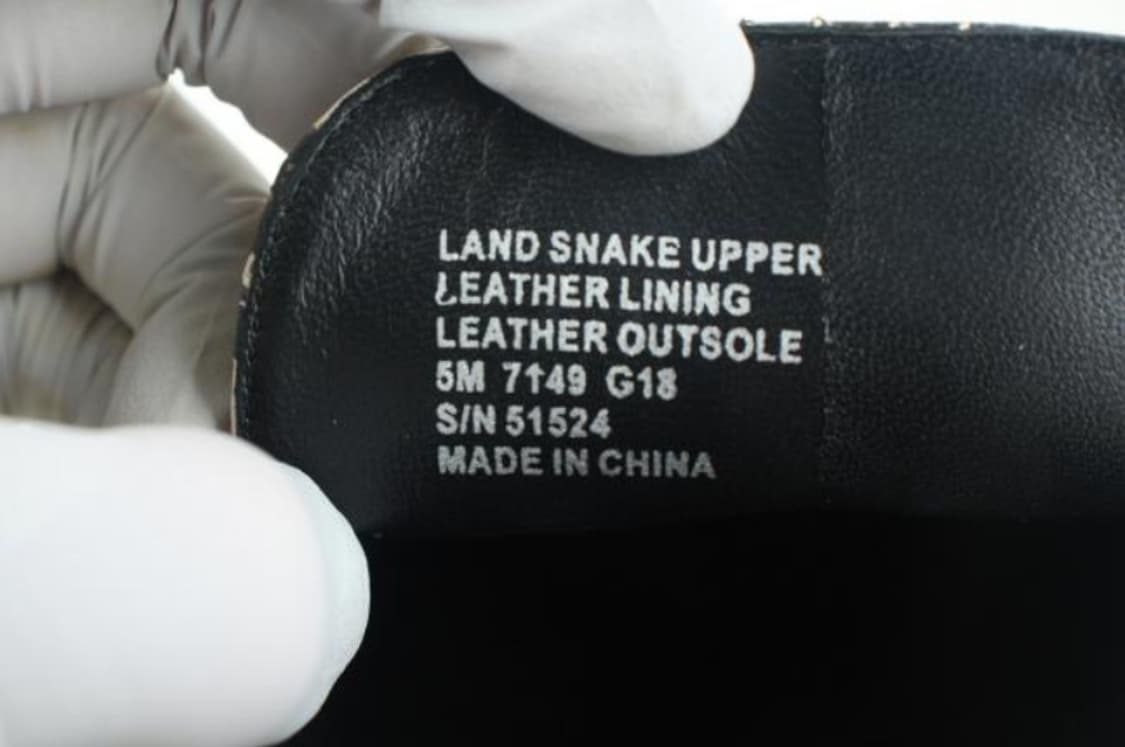 LAND SNAKE UPPER
LEATHER LINING
LEATHER OUTSOLE
5M 7149 G18
S/N 51524
MADE IN CHINA